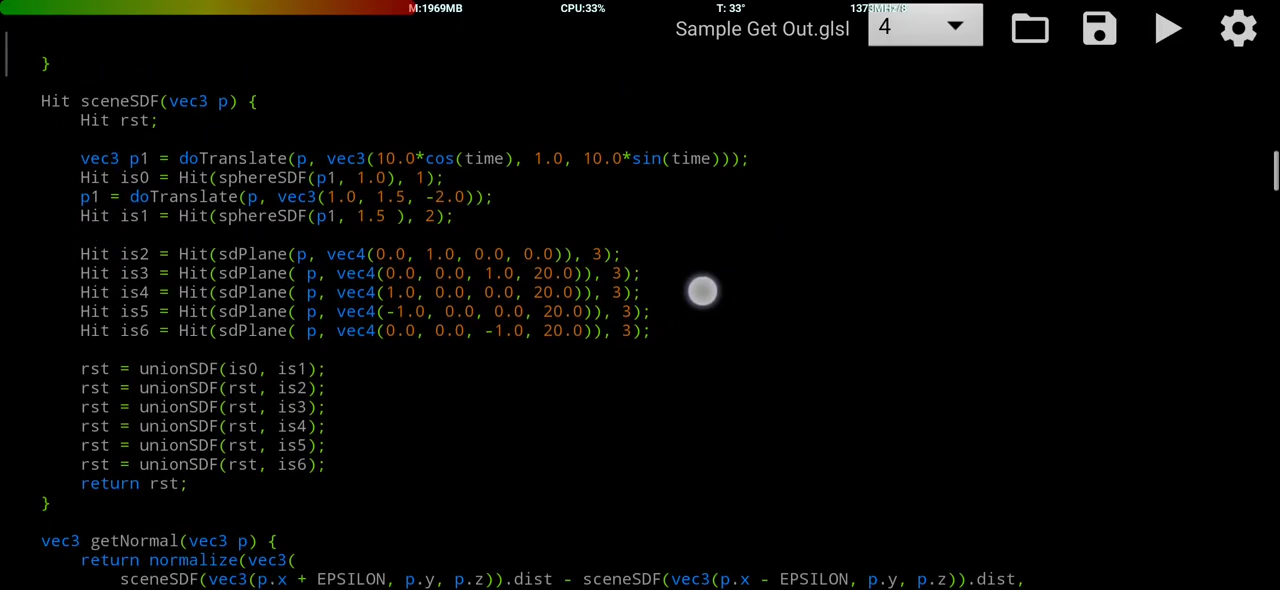 M:1969MB CPU:33% T: 33° 1373MHz/8
Sample Get Out.glsl 4
}
Hit sceneSDF(vec3 p) {
Hit rst;
vec3 p1 = doTranslate(p, vec3(10.0*cos(time), 1.0, 10.0*sin(time)));
Hit is0 = Hit(sphereSDF(p1, 1.0), 1);
p1 = doTranslate(p, vec3(1.0, 1.5, -2.0));
Hit is1 = Hit(sphereSDF(p1, 1.5 ), 2);
Hit is2 = Hit(sdPlane(p, vec4(0.0, 1.0, 0.0, 0.0)), 3);
Hit is3 = Hit(sdPlane( p, vec4(0.0, 0.0, 1.0, 20.0)), 3);
Hit is4 = Hit(sdPlane( p, vec4(1.0, 0.0, 0.0, 20.0)), 3);
Hit is5 = Hit(sdPlane( p, vec4(-1.0, 0.0, 0.0, 20.0)), 3);
Hit is6 = Hit(sdPlane( p, vec4(0.0, 0.0, -1.0, 20.0)), 3);
rst = unionSDF(is0, is1);
rst = unionSDF(rst, is2);
rst = unionSDF(rst, is3);
rst = unionSDF(rst, is4);
rst = unionSDF(rst, is5);
rst = unionSDF(rst, is6);
return rst;
}
vec3 getNormal(vec3 p) {
return normalize(vec3(
sceneSDF(vec3(p.x + EPSILON, p.y, p.z)).dist - sceneSDF(vec3(p.x - EPSILON, p.y, p.z)).dist,